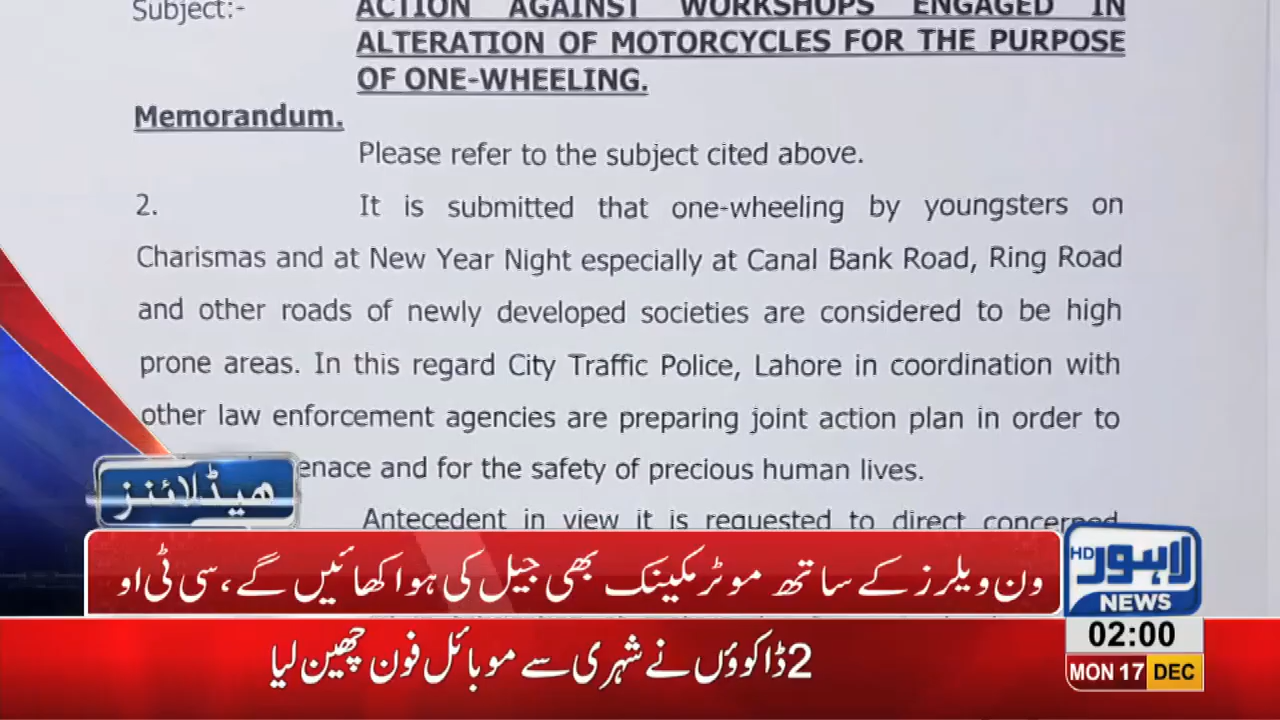 Subject:-
ACTION AGAINST WORKSHOPS ENGAGED IN
ALTERATION OF MOTORCYCLES FOR THE PURPOSE
OF ONE-WHEELING.
Memorandum.
Please refer to the subject cited above.
2. It is submitted that one-wheeling by youngsters on
Charismas and at New Year Night especially at Canal Bank Road, Ring Road
and other roads of newly developed societies are considered to be high
prone areas. In this regard City Traffic Police, Lahore in coordination with
other law enforcement agencies are preparing joint action plan in order to
and for the safety of precious human lives.
Antecedent in view it is requested to direct concerned
ہیڈلائنز
ون ویلرز کے ساتھ موٹر مکینک بھی جیل کی ہوا کھائیں گے، سی ٹی او
HD لاہور
NEWS
02:00
MON 17 DEC
2 ڈاکوؤں نے شہری سے موبائل فون چھین لیا